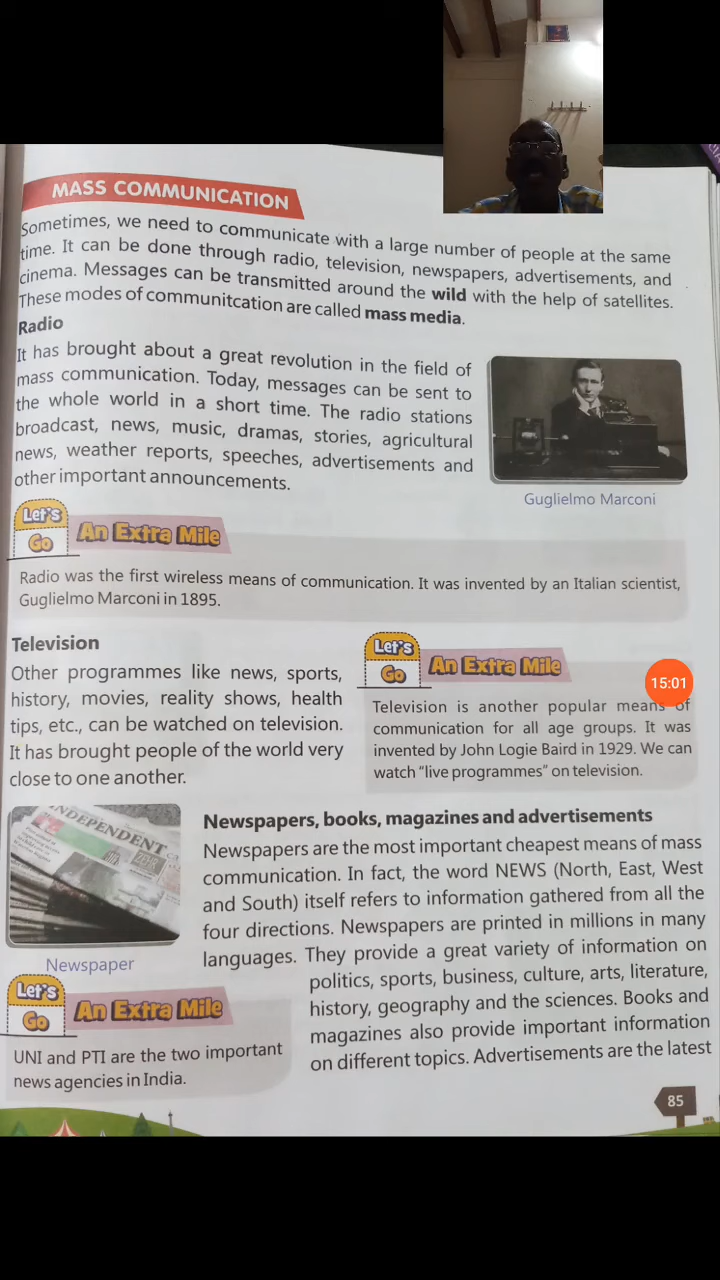 MASS COMMUNICATION
Sometimes, we need to communicate with a large number of people at the same
time. It can be done through radio, television, newspapers, advertisements, and
cinema. Messages can be transmitted around the wild with the help of satellites.
These modes of communitcation are called mass media.
Radio
It has brought about a great revolution in the field of
mass communication. Today, messages can be sent to
the whole world in a short time. The radio stations
broadcast, news, music, dramas, stories, agricultural
news, weather reports, speeches, advertisements and
other important announcements.
Guglielmo Marconi
Let's
Go An Extra Mile
Radio was the first wireless means of communication. It was invented by an Italian scientist,
Guglielmo Marconi in 1895.
Television
Other programmes like news, sports,
history, movies, reality shows, health
tips, etc., can be watched on television.
It has brought people of the world very
close to one another.
Let's
Go An Extra Mile
15:01
Television is another popular means of
communication for all age groups. It was
invented by John Logie Baird in 1929. We can
watch "live programmes" on television.
INDEPENDENT
Newspaper
Newspapers, books, magazines and advertisements
Newspapers are the most important cheapest means of mass
communication. In fact, the word NEWS (North, East, West
and South) itself refers to information gathered from all the
four directions. Newspapers are printed in millions in many
languages. They provide a great variety of information on
politics, sports, business, culture, arts, literature,
history, geography and the sciences. Books and
magazines also provide important information
on different topics. Advertisements are the latest
Let's
Go An Extra Mile
UNI and PTI are the two important
news agencies in India.
85